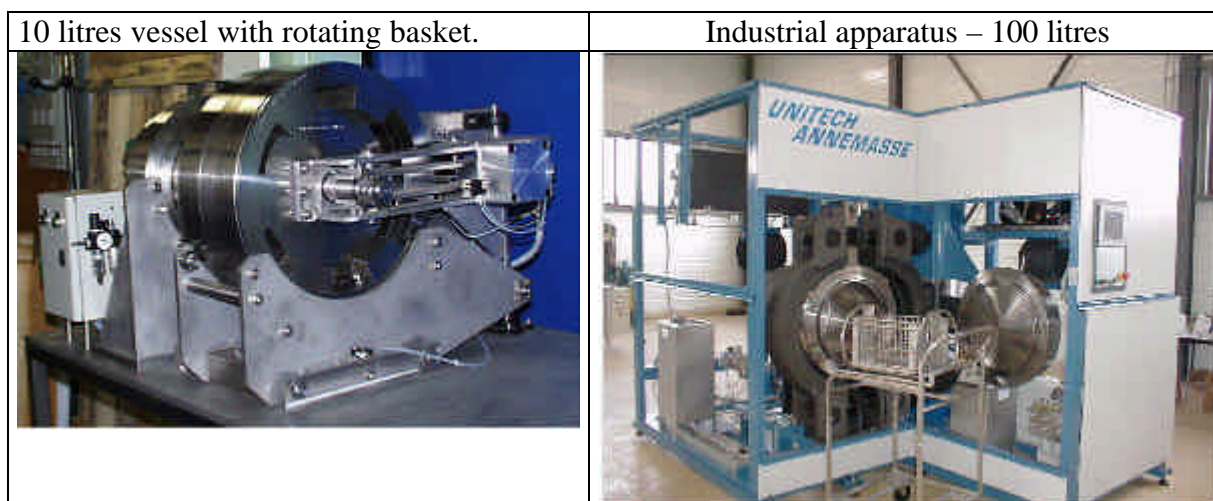 10 litres vessel with rotating basket.
Industrial apparatus – 100 litres
UNITECH
ANNEMASSE